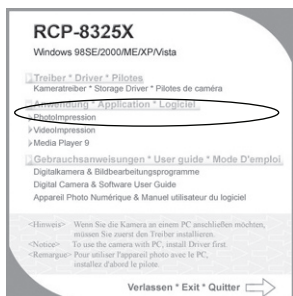 RCP-8325X
Windows 98SE/2000/ME/XP/Vista
Treiber * Driver * Pilotes
Kameratreiber * Storage Driver * Pilotes de caméra
Anwendung * Application * Logiciel
PhotoImpression
VideoImpression
Media Player 9
Gebrauchsanweisungen * User guide * Mode D'emploi
Digitalkamera & Bildbearbeitungsprogramme
Digital Camera & Software User Guide
Appareil Photo Numérique & Manuel utilisateur du logiciel
<Hinweis> Wenn Sie die Kamera an einem PC anschließen möchten,
müssen Sie zuerst den Treiber installieren.
<Notice> To use the camera with PC, install Driver first.
<Remarque> Pour utiliser l'appareil photo avec le PC,
installez d'abord le pilote.
Verlassen * Exit * Quitter